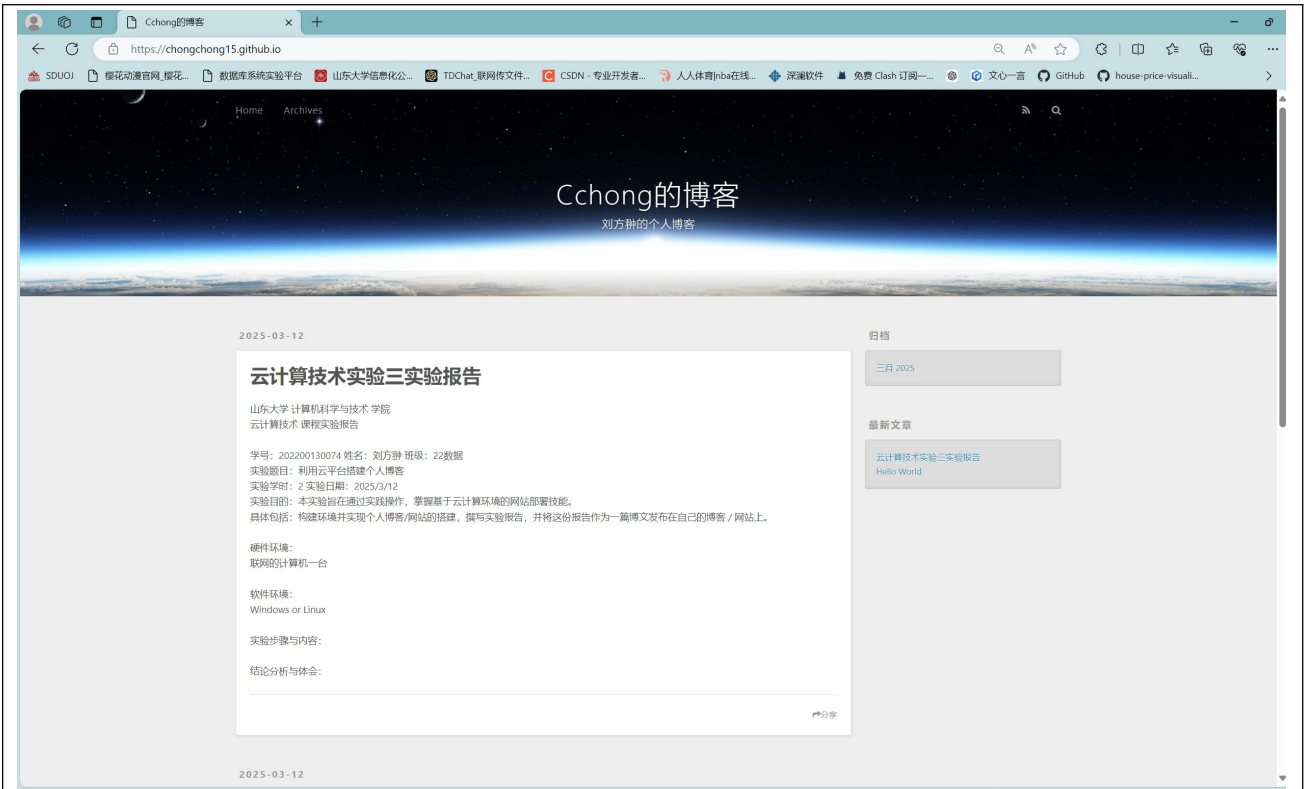 Cchong的博客
https://chongchong15.github.io
SDUOJ 樱花动漫官网_樱花... 数据库系统实验平台 山东大学信息化公... TDChat_联网传文件... CSDN - 专业开发者... 人人体育|nba在线... 深澜软件 免费 Clash 订阅—... 文心一言 GitHub house-price-visuali...
Home Archives
Cchong的博客
刘方翀的个人博客
2025-03-12
云计算技术实验三实验报告
山东大学 计算机科学与技术 学院
云计算技术 课程实验报告
学号：202200130074 姓名：刘方翀 班级：22数据
实验题目：利用云平台搭建个人博客
实验学时：2 实验日期：2025/3/12
实验目的：本实验旨在通过实践操作，掌握基于云计算环境的网站部署技能。
具体包括：构建环境并实现个人博客/网站的搭建，撰写实验报告，并将这份报告作为一篇博文发布在自己的博客 / 网站上。
硬件环境：
联网的计算机一台
软件环境：
Windows or Linux
实验步骤与内容：
结论分析与体会：
分享
2025-03-12
归档
三月 2025
最新文章
云计算技术实验三实验报告
Hello World